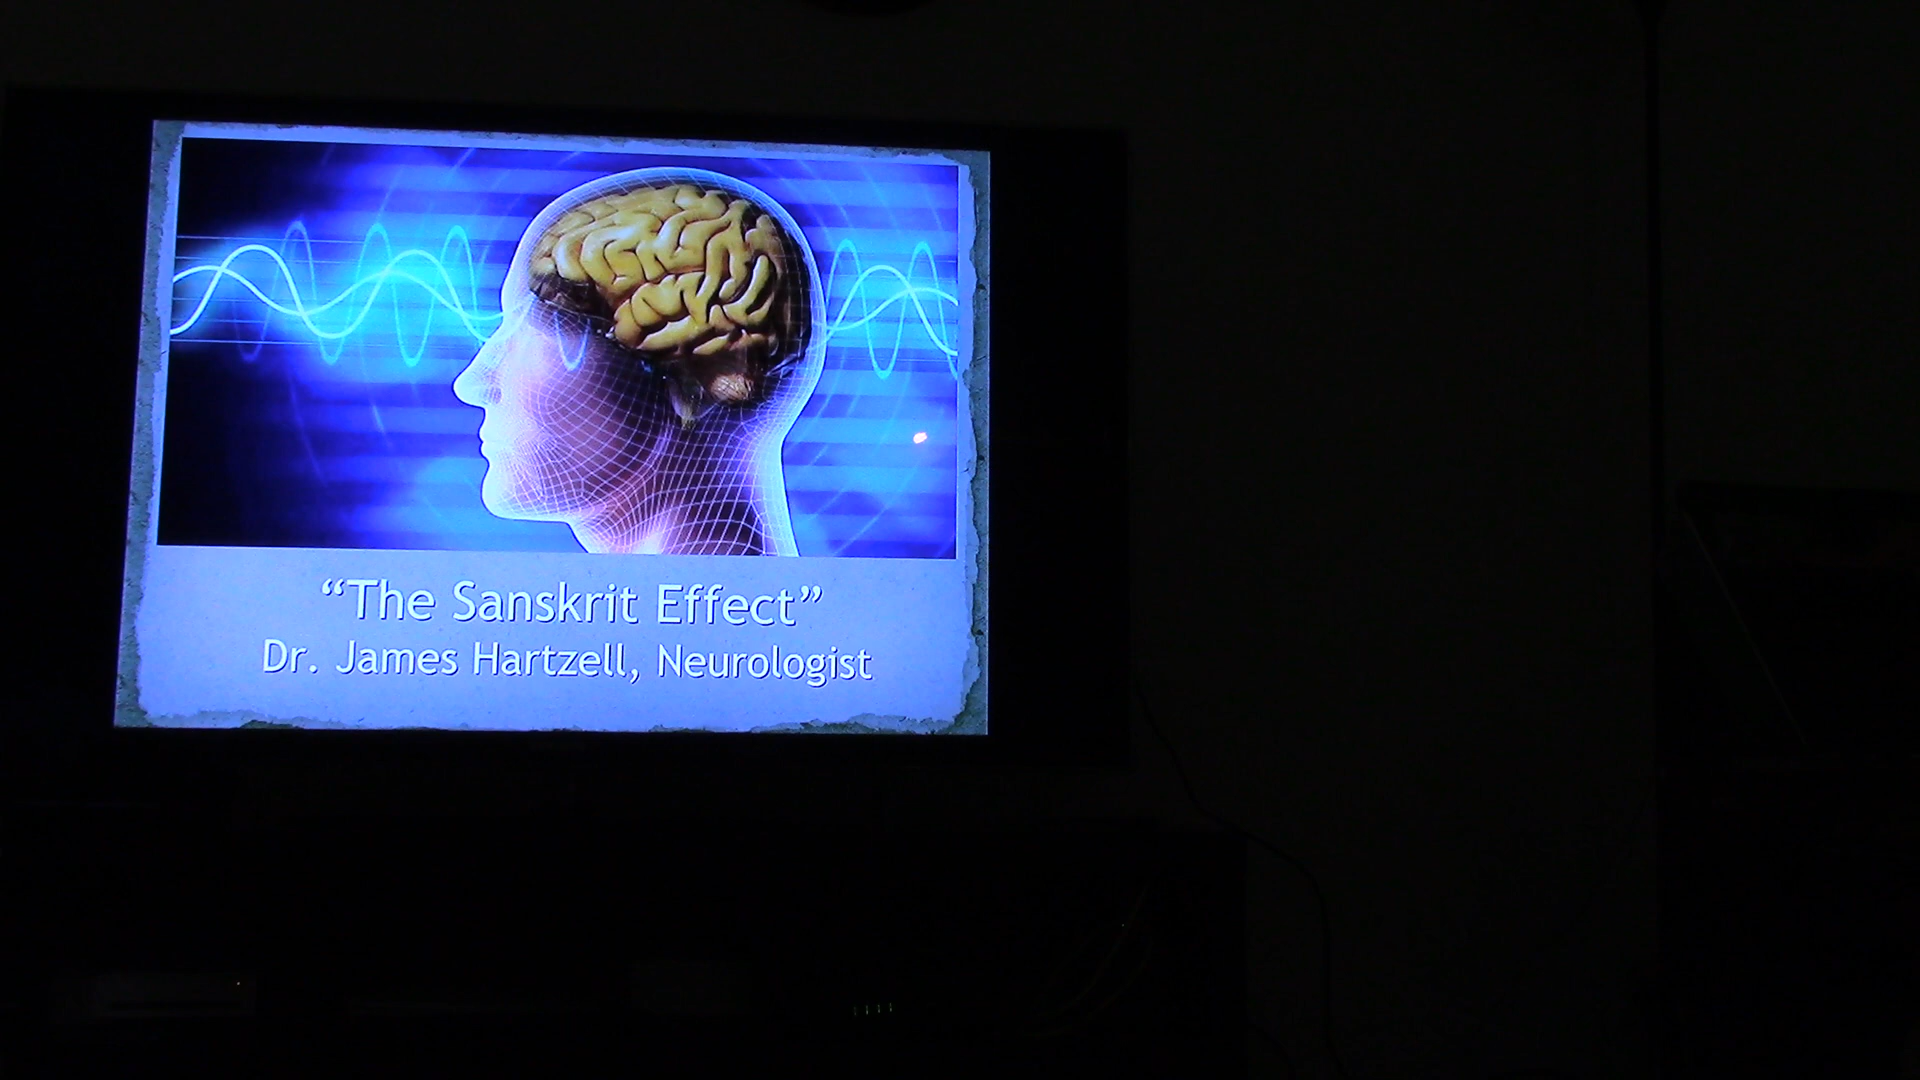 “The Sanskrit Effect”
Dr. James Hartzell, Neurologist